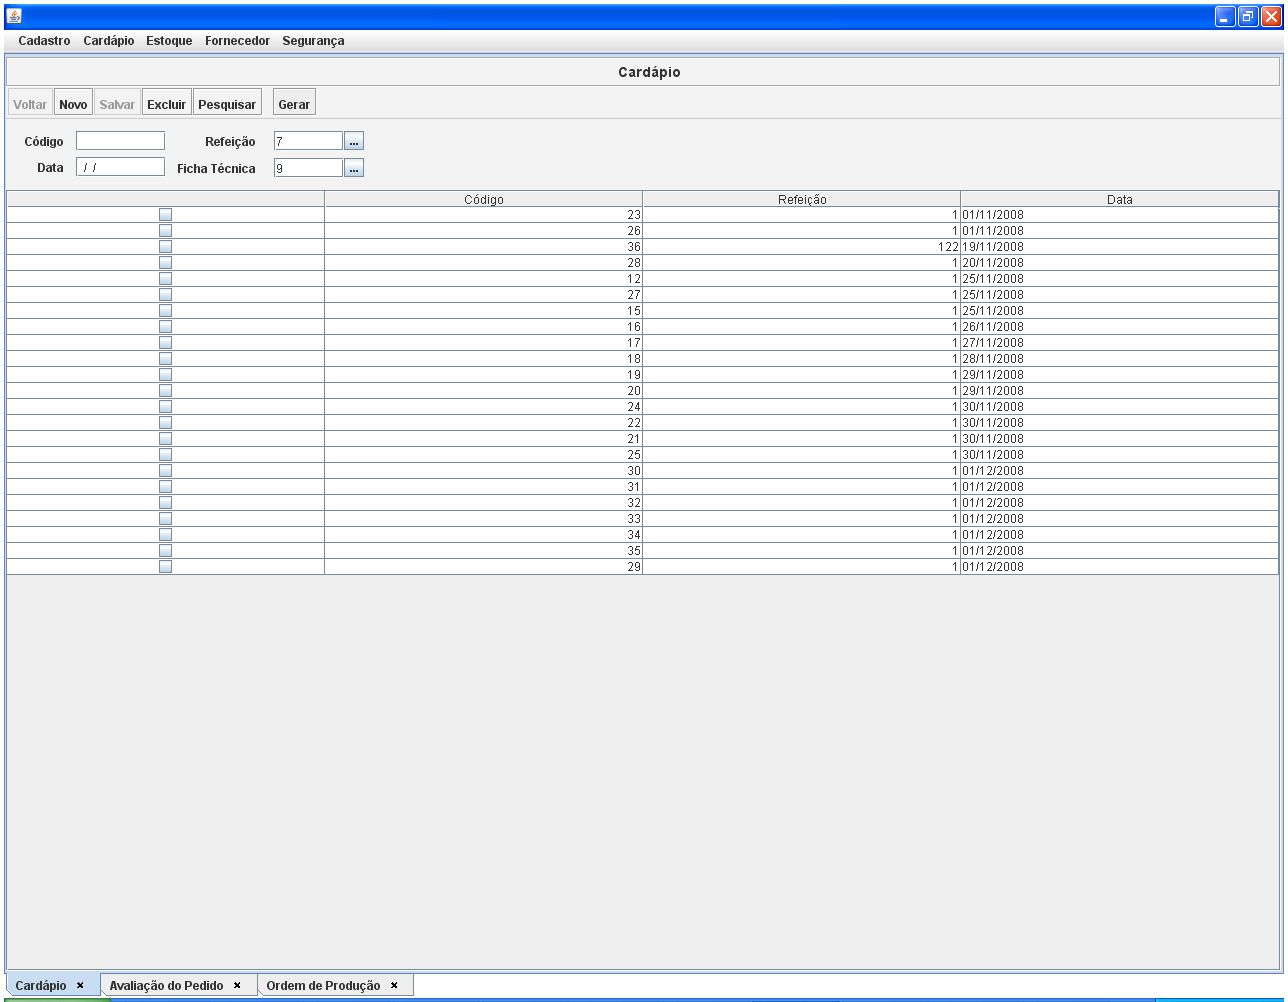 Cadastro Cardápio Estoque Fornecedor Segurança
Cardápio
Voltar Novo Salvar Excluir Pesquisar Gerar
Código Refeição 7 ...
Data / / Ficha Técnica 9 ...
Código Refeição Data
23 1 01/11/2008
26 1 01/11/2008
36 122 19/11/2008
28 1 20/11/2008
12 1 25/11/2008
27 1 25/11/2008
15 1 25/11/2008
16 1 26/11/2008
17 1 27/11/2008
18 1 28/11/2008
19 1 29/11/2008
20 1 29/11/2008
24 1 30/11/2008
22 1 30/11/2008
21 1 30/11/2008
25 1 30/11/2008
30 1 01/12/2008
31 1 01/12/2008
32 1 01/12/2008
33 1 01/12/2008
34 1 01/12/2008
35 1 01/12/2008
29 1 01/12/2008
Cardápio × Avaliação do Pedido × Ordem de Produção ×